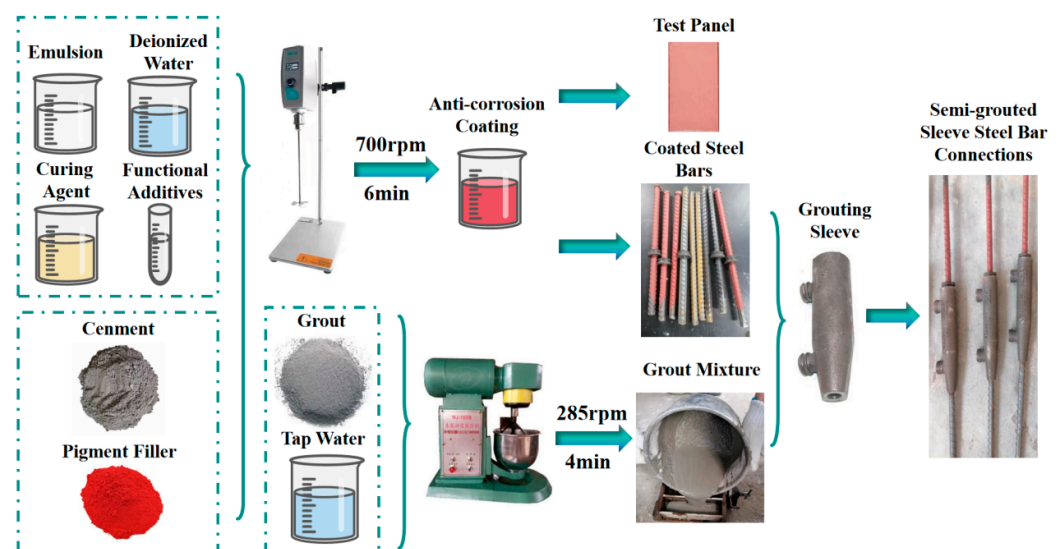 Emulsion
Deionized
Water
Curing
Agent
Functional
Additives
Cenment
Pigment Filler
700rpm
6min
Anti-corrosion
Coating
Test Panel
Coated Steel
Bars
Grout
Tap Water
285rpm
4min
Grout Mixture
Grouting
Sleeve
Semi-grouted
Sleeve Steel Bar
Connections